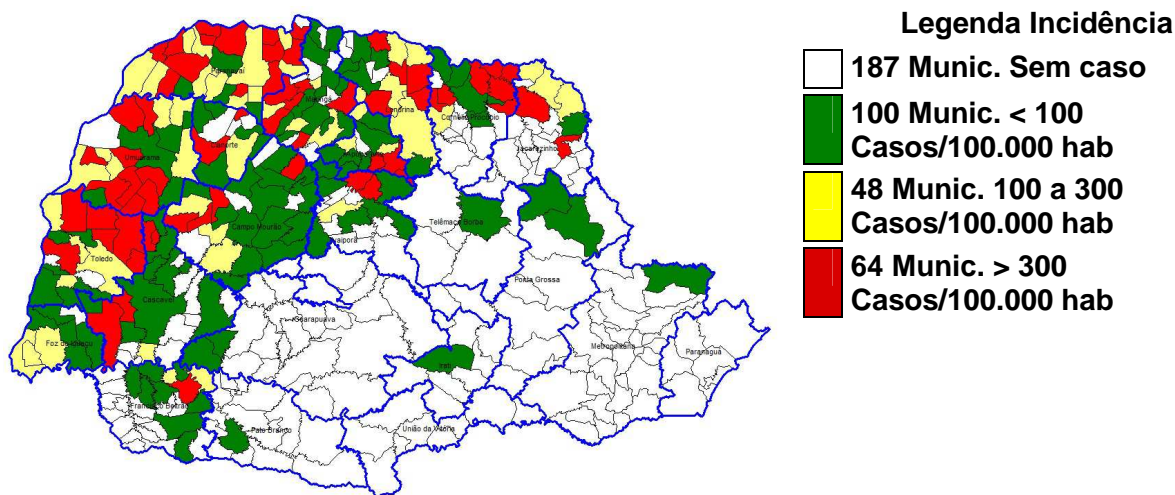 Legenda Incidência
187 Munic. Sem caso
100 Munic. < 100
Casos/100.000 hab
48 Munic. 100 a 300
Casos/100.000 hab
64 Munic. > 300
Casos/100.000 hab
Paranavaí
Maringá
Londrina
Cornélio Procópio
Jacarezinho
Cianorte
Umuarama
Apucarana
Telêmaco Borba
Campo Mourão
Ivaiporã
Toledo
Ponta Grossa
Cascavel
Guarapuava
Foz do Iguaçu
Metropolitana
Paranaguá
Irati
Francisco Beltrão
Pato Branco
União da Vitória